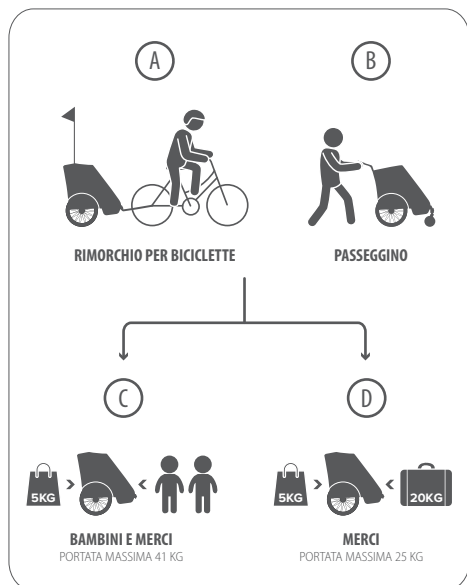 A
B
RIMORCHIO PER BICICLETTE
PASSEGGINO
C
D
5KG
5KG
20KG
BAMBINI E MERCI
MERCI
PORTATA MASSIMA 41 KG
PORTATA MASSIMA 25 KG